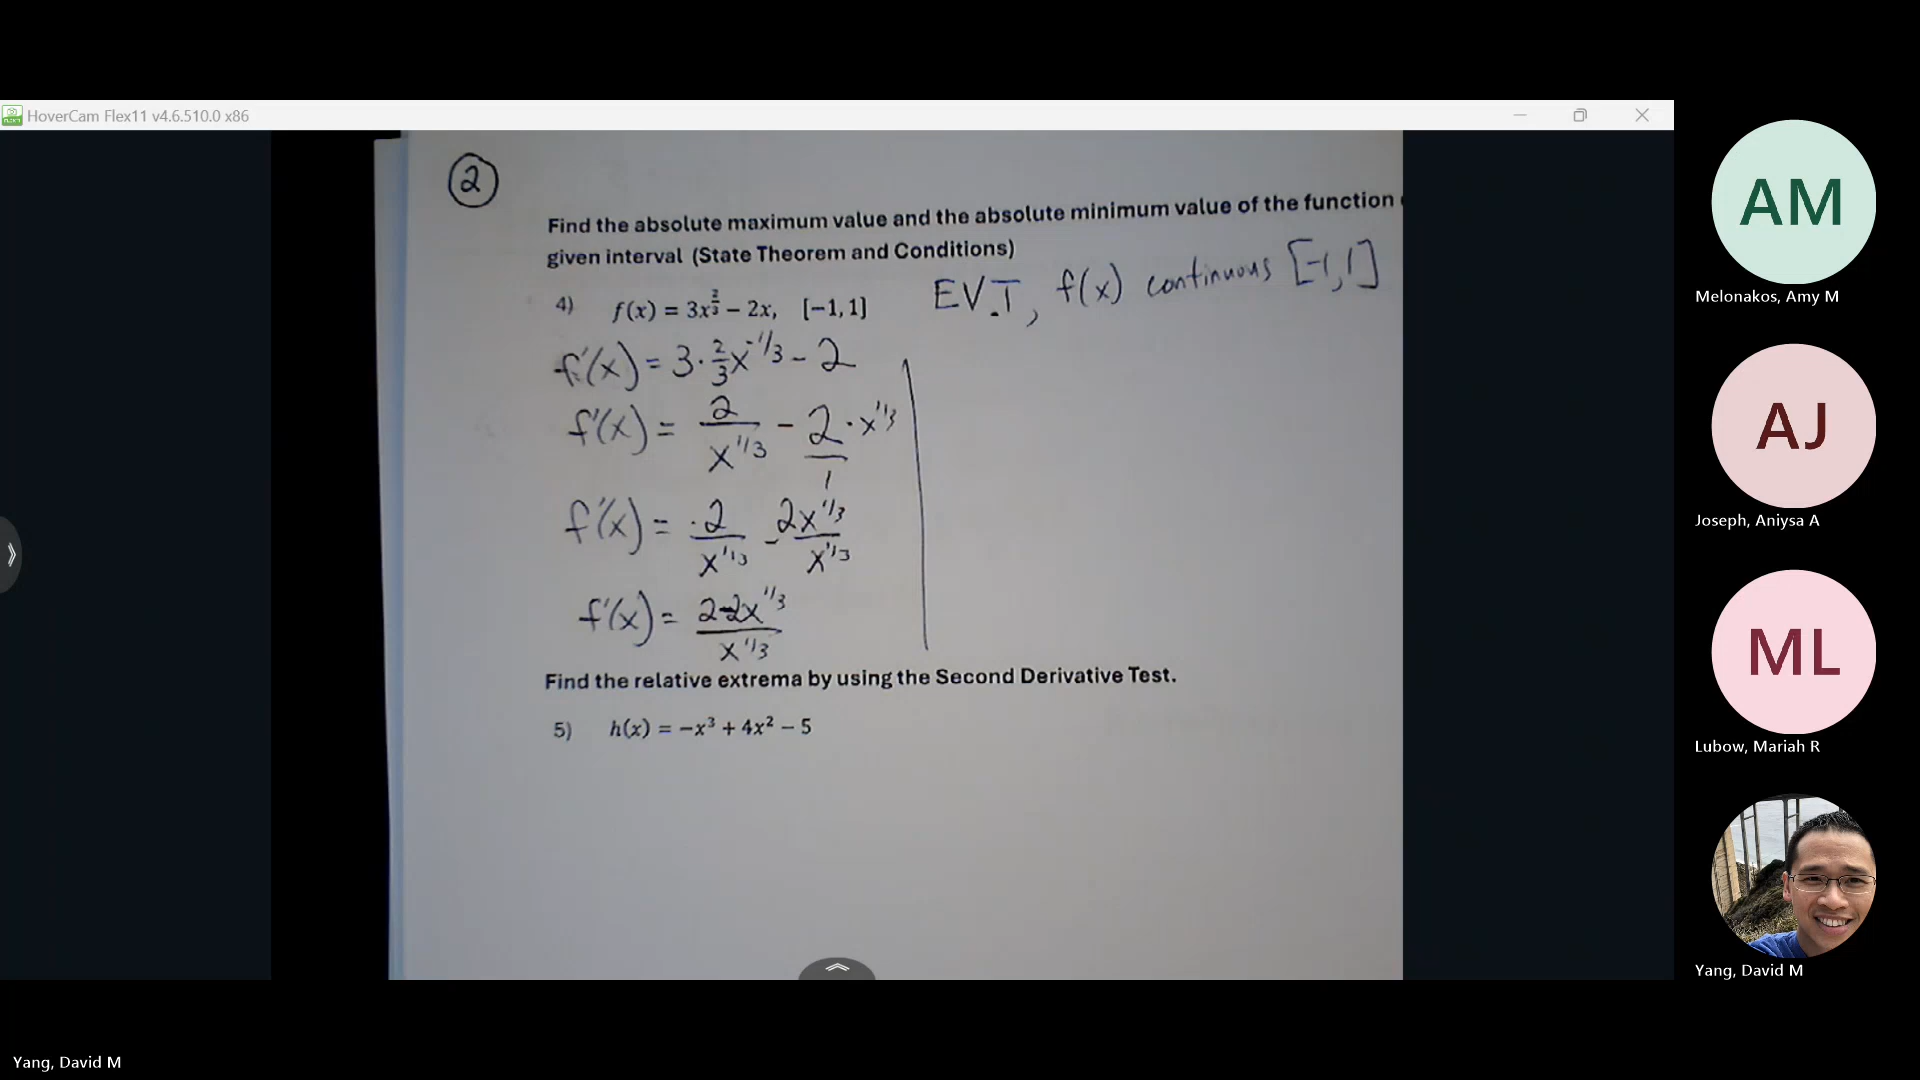 HoverCam Flex11 v4.6.510.0 x86
②
Find the absolute maximum value and the absolute minimum value of the function
given interval (State Theorem and Conditions)
4) f(x) = 3x^{2/3} − 2x, [−1, 1]
EV.T, f(x) continuous [-1, 1]
f'(x) = 3 · 2/3 x^{-1/3} - 2
f'(x) = 2/x^{1/3} - 2/1 · x^{1/3}
f'(x) = 2/x^{1/3} - 2x^{1/3}/x^{1/3}
f'(x) = 2-2x^{1/3}/x^{1/3}
Find the relative extrema by using the Second Derivative Test.
5) h(x) = −x³ + 4x² − 5
AM
Melonakos, Amy M
AJ
Joseph, Aniysa A
ML
Lubow, Mariah R
Yang, David M
Yang, David M